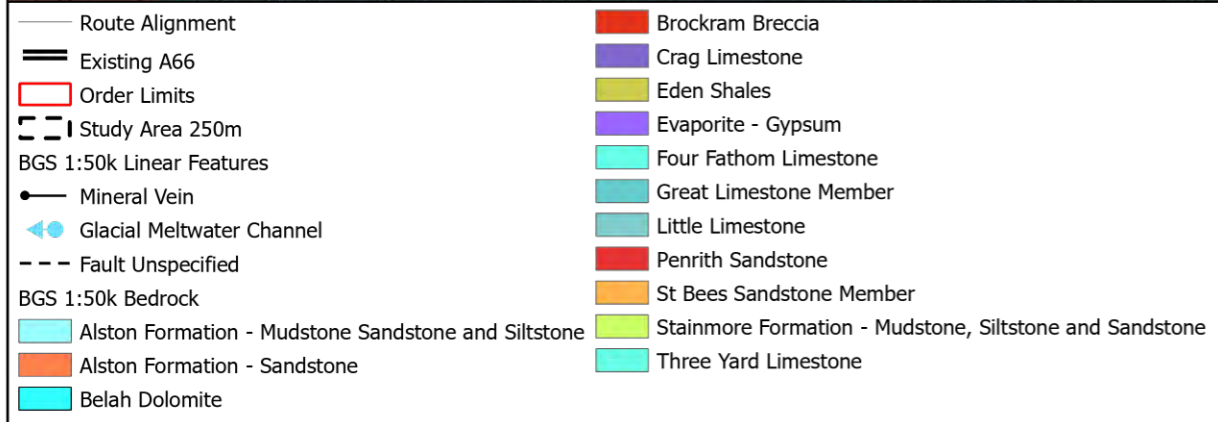 Route Alignment
Existing A66
Order Limits
Study Area 250m
BGS 1:50k Linear Features
Mineral Vein
Glacial Meltwater Channel
Fault Unspecified
BGS 1:50k Bedrock
Alston Formation - Mudstone Sandstone and Siltstone
Alston Formation - Sandstone
Belah Dolomite
Brockram Breccia
Crag Limestone
Eden Shales
Evaporite - Gypsum
Four Fathom Limestone
Great Limestone Member
Little Limestone
Penrith Sandstone
St Bees Sandstone Member
Stainmore Formation - Mudstone, Siltstone and Sandstone
Three Yard Limestone